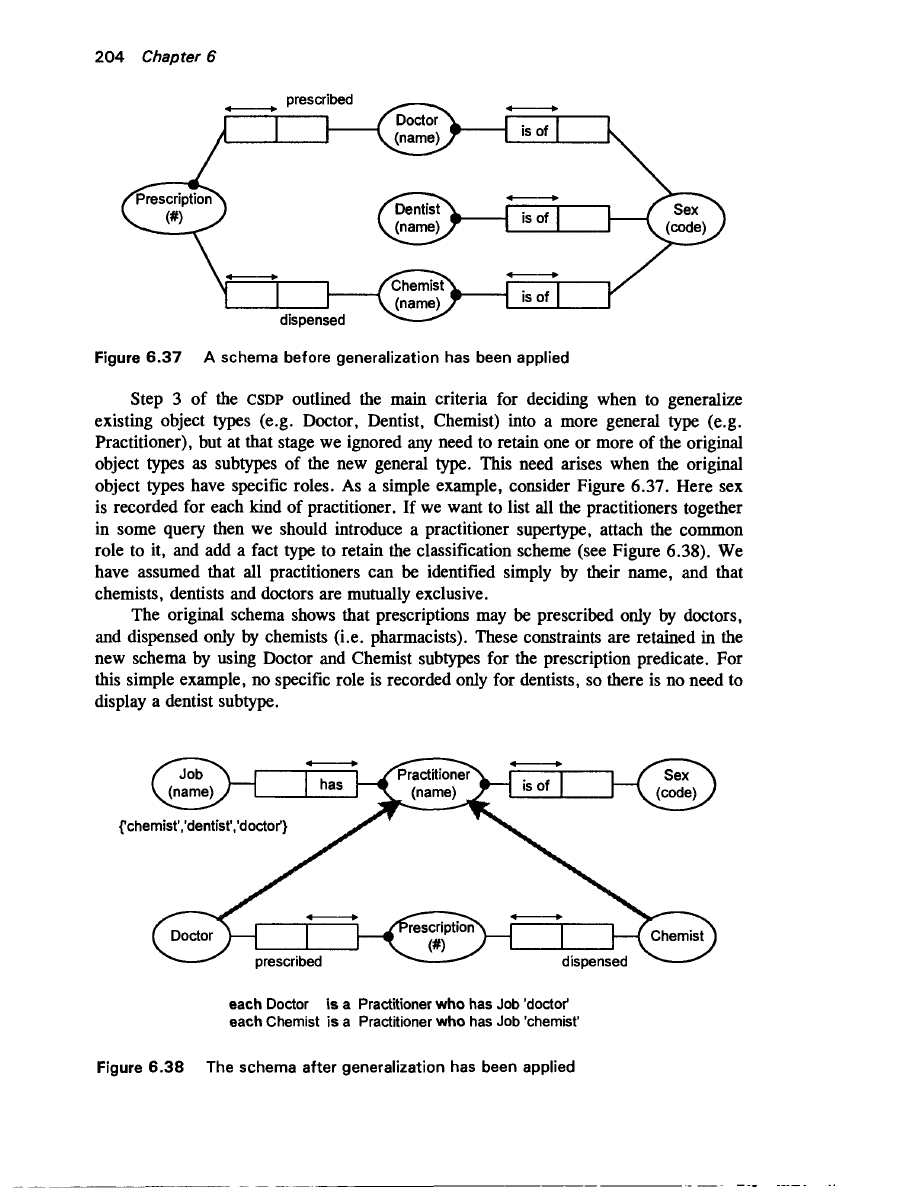 204 Chapter 6
prescribed
Doctor
(name)
is of
Prescription
(#)
Dentist
(name)
is of
Sex
(code)
Chemist
(name)
is of
dispensed
Figure 6.37 A schema before generalization has been applied
Step 3 of the CSDP outlined the main criteria for deciding when to generalize
existing object types (e.g. Doctor, Dentist, Chemist) into a more general type (e.g.
Practitioner), but at that stage we ignored any need to retain one or more of the original
object types as subtypes of the new general type. This need arises when the original
object types have specific roles. As a simple example, consider Figure 6.37. Here sex
is recorded for each kind of practitioner. If we want to list all the practitioners together
in some query then we should introduce a practitioner supertype, attach the common
role to it, and add a fact type to retain the classification scheme (see Figure 6.38). We
have assumed that all practitioners can be identified simply by their name, and that
chemists, dentists and doctors are mutually exclusive.
The original schema shows that prescriptions may be prescribed only by doctors,
and dispensed only by chemists (i.e. pharmacists). These constraints are retained in the
new schema by using Doctor and Chemist subtypes for the prescription predicate. For
this simple example, no specific role is recorded only for dentists, so there is no need to
display a dentist subtype.
Job
(name)
has
Practitioner
(name)
is of
Sex
(code)
{'chemist','dentist','doctor'}
Doctor
prescribed
Prescription
(#)
dispensed
Chemist
each Doctor is a Practitioner who has Job 'doctor'
each Chemist is a Practitioner who has Job 'chemist'
Figure 6.38 The schema after generalization has been applied